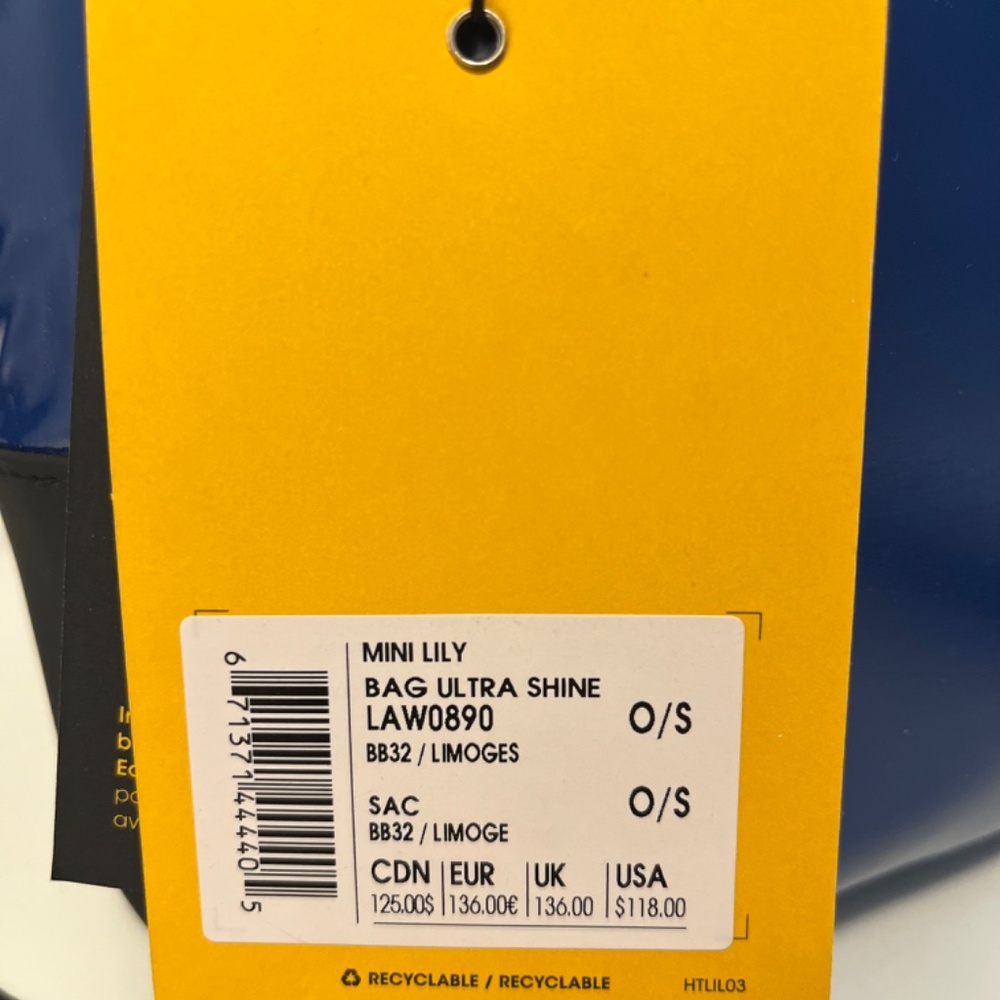 MINI LILY
BAG ULTRA SHINE
LAW0890 O/S
BB32 / LIMOGES
SAC O/S
BB32 / LIMOGE
CDN EUR UK USA
125.00$ 136.00€ 136.00 $118.00
6 71371 44440 5
RECYCLABLE / RECYCLABLE
HTLIL03